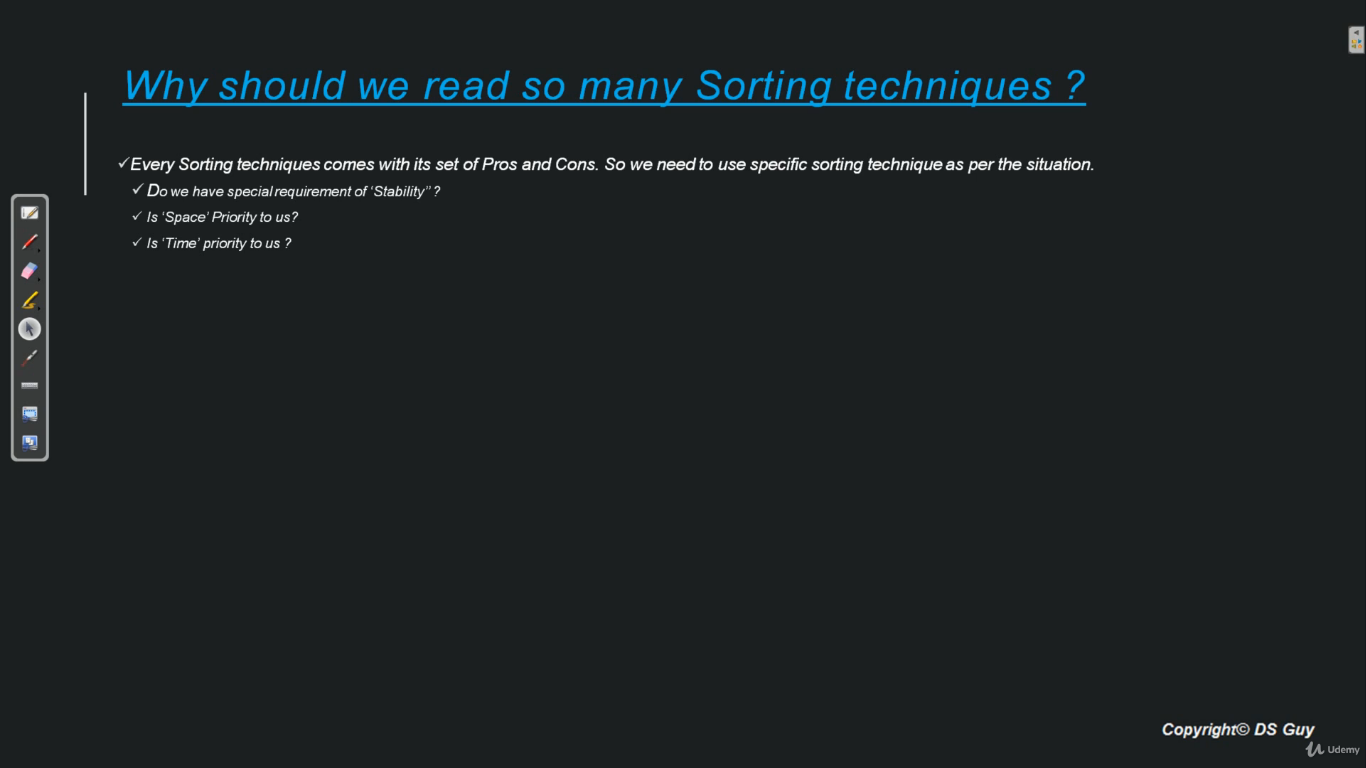 Why should we read so many Sorting techniques ?
✓Every Sorting techniques comes with its set of Pros and Cons. So we need to use specific sorting technique as per the situation.
✓ Do we have special requirement of ‘Stability’’ ?
✓ Is ‘Space’ Priority to us?
✓ Is ‘Time’ priority to us ?
Copyright© DS Guy
Udemy